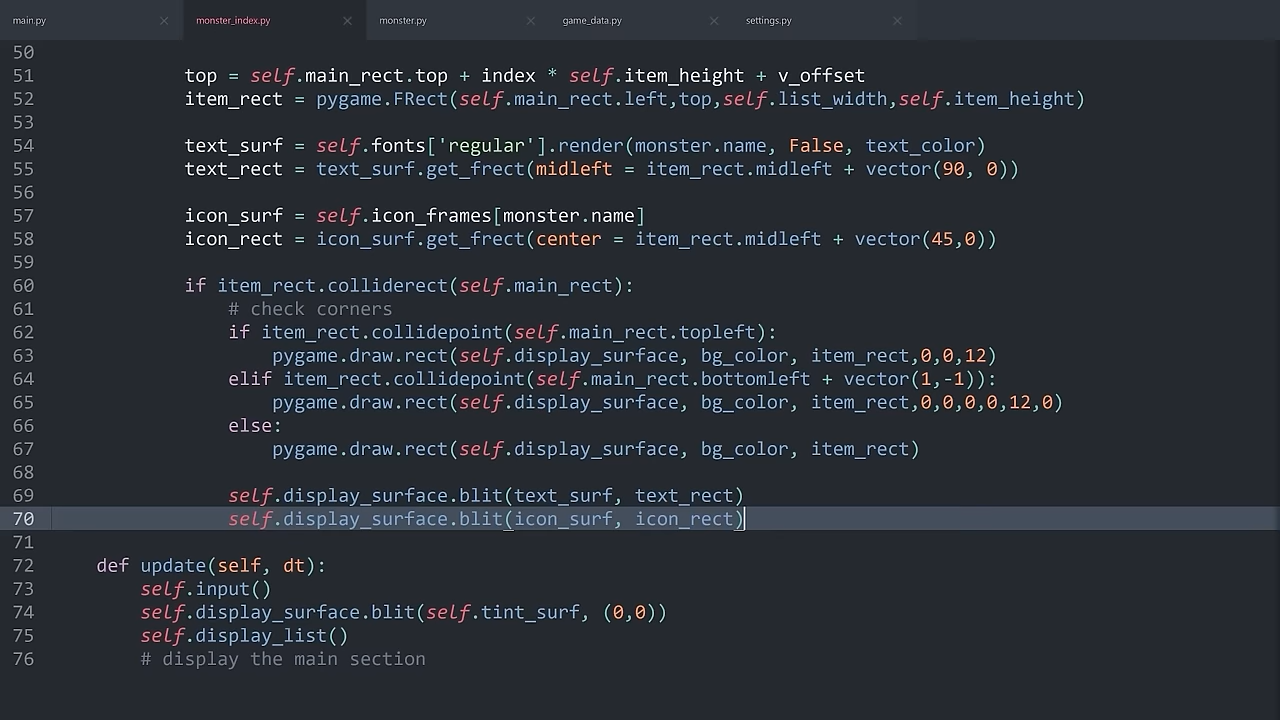 main.py monster_index.py monster.py game_data.py settings.py
50
51 top = self.main_rect.top + index * self.item_height + v_offset
52 item_rect = pygame.FRect(self.main_rect.left,top,self.list_width,self.item_height)
53
54 text_surf = self.fonts['regular'].render(monster.name, False, text_color)
55 text_rect = text_surf.get_frect(midleft = item_rect.midleft + vector(90, 0))
56
57 icon_surf = self.icon_frames[monster.name]
58 icon_rect = icon_surf.get_frect(center = item_rect.midleft + vector(45,0))
59
60 if item_rect.colliderect(self.main_rect):
61 # check corners
62 if item_rect.collidepoint(self.main_rect.topleft):
63 pygame.draw.rect(self.display_surface, bg_color, item_rect,0,0,12)
64 elif item_rect.collidepoint(self.main_rect.bottomleft + vector(1,-1)):
65 pygame.draw.rect(self.display_surface, bg_color, item_rect,0,0,0,0,12,0)
66 else:
67 pygame.draw.rect(self.display_surface, bg_color, item_rect)
68
69 self.display_surface.blit(text_surf, text_rect)
70 self.display_surface.blit(icon_surf, icon_rect)
71
72 def update(self, dt):
73 self.input()
74 self.display_surface.blit(self.tint_surf, (0,0))
75 self.display_list()
76 # display the main section